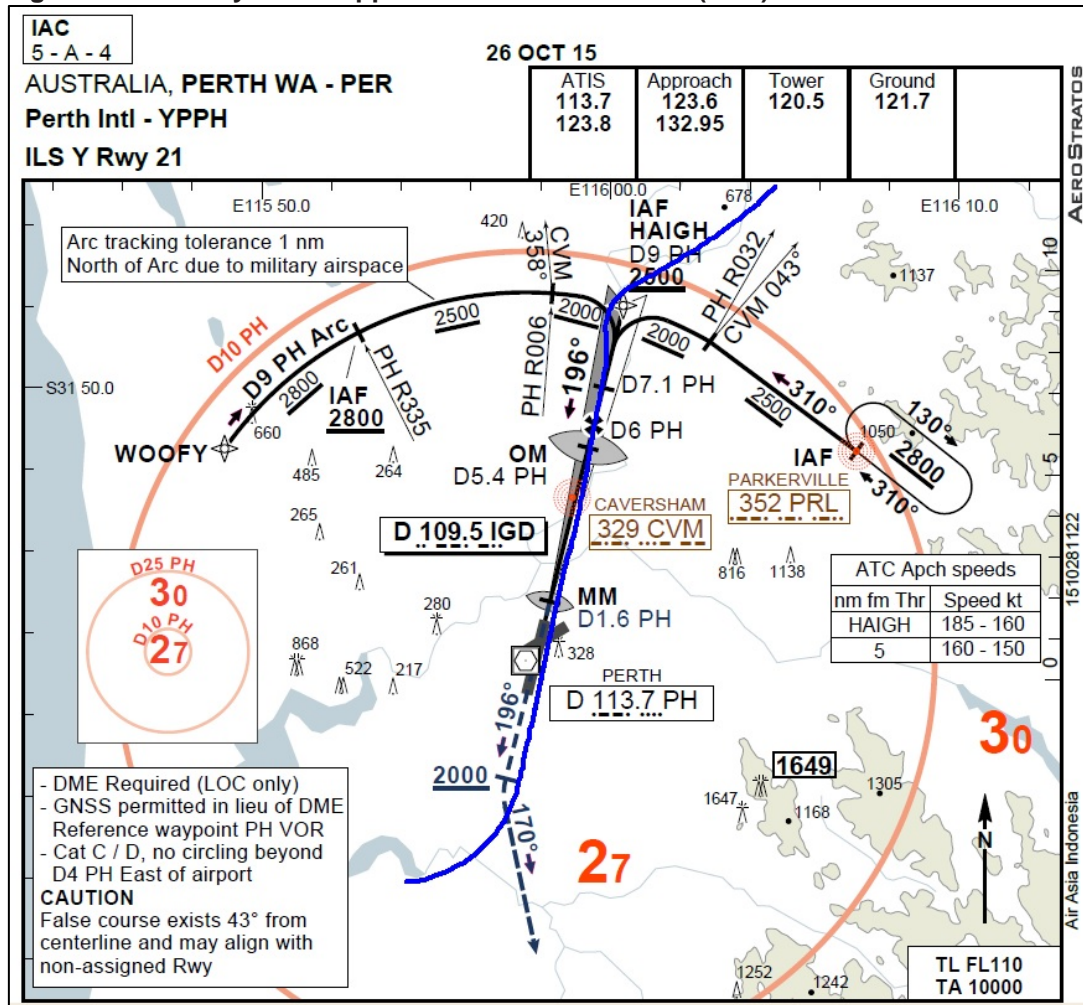 IAC
5 - A - 4
26 OCT 15
AUSTRALIA, PERTH WA - PER
Perth Intl - YPPH
ILS Y Rwy 21
ATIS
113.7
123.8
Approach
123.6
132.95
Tower
120.5
Ground
121.7
AEROSTRATOS
E115 50.0
E116 00.0
E116 10.0
Arc tracking tolerance 1 nm
North of Arc due to military airspace
420
358°
CVM
IAF
HAIGH
D9 PH
2500
678
PH R032
CVM 043°
1137
10
D10 PH
D9 PH Arc
2500
2000
2000
S31 50.0
2800
IAF
2800
PH R335
PH R006
196°
D7.1 PH
2500
310°
130°
1050
2800
310°
660
WOOFY
485
264
OM
D5.4 PH
D6 PH
IAF
5
CAVERSHAM
329 CVM
PARKERVILLE
352 PRL
D 109.5 IGD
265
261
280
816
1138
ATC Apch speeds
nm fm Thr
Speed kt
HAIGH
185 - 160
5
160 - 150
1510281122
D25 PH
30
D10 PH
27
MM
D1.6 PH
868
522
217
328
0
PERTH
D 113.7 PH
196°
30
2000
170°
1649
1647
1305
1168
- DME Required (LOC only)
- GNSS permitted in lieu of DME
Reference waypoint PH VOR
- Cat C / D, no circling beyond
D4 PH East of airport
CAUTION
False course exists 43° from
centerline and may align with
non-assigned Rwy
27
N
Air Asia Indonesia
1252
1242
TL FL110
TA 10000